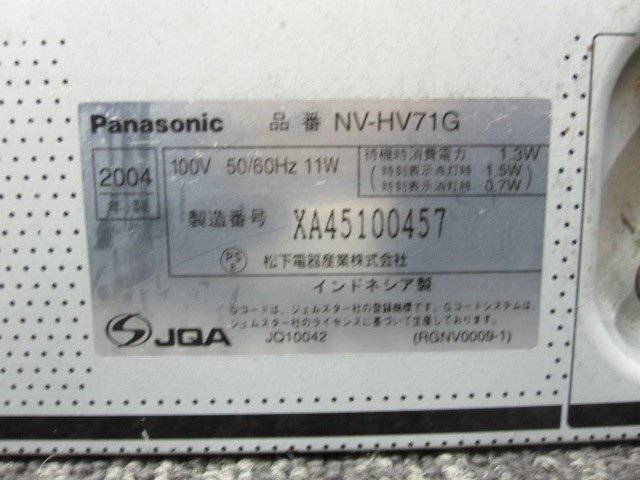 Panasonic 品番 NV-HV71G
2004
年製
100V 50/60Hz 11W
待機時消費電力 1.3W
(時刻表示点灯時 1.5W)
(時刻表示消灯時 0.7W)
製造番号 XA45100457
PS
E
松下電器産業株式会社
インドネシア製
Gコードは、ジェムスター社の登録商標です。Gコードシステムは、
ジェムスター社のライセンスに基づいて生産しております。
JQA
JQ10042 (RGNV0009-1)